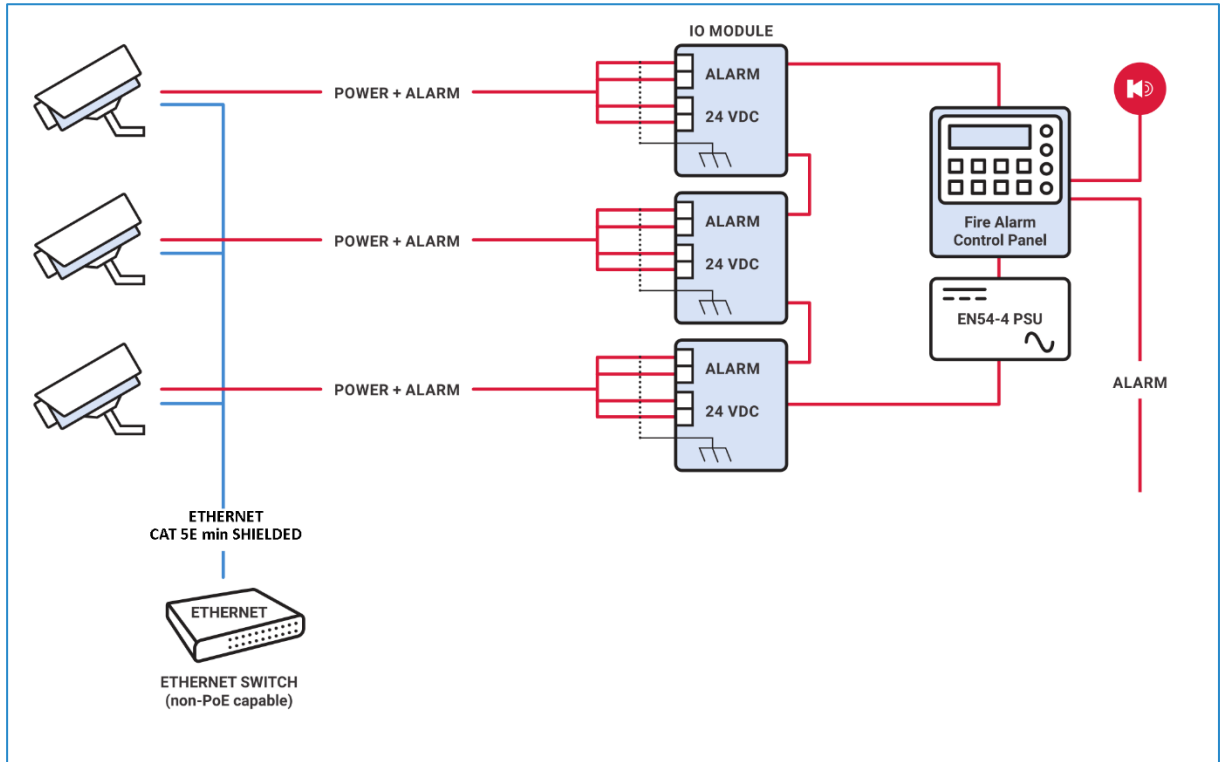 IO MODULE
POWER + ALARM
ALARM
24 VDC
POWER + ALARM
ALARM
24 VDC
POWER + ALARM
ALARM
24 VDC
Fire Alarm
Control Panel
EN54-4 PSU
ALARM
ETHERNET
CAT 5E min SHIELDED
ETHERNET
ETHERNET SWITCH
(non-PoE capable)